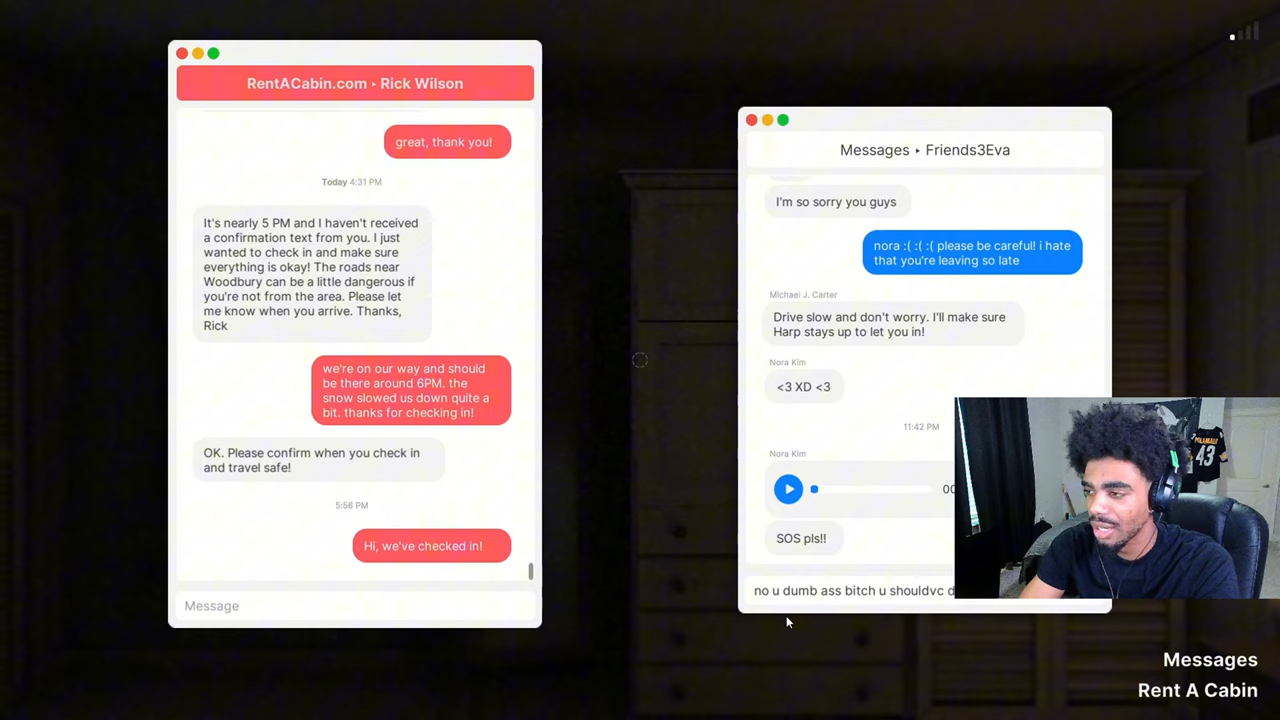 RentACabin.com ▸ Rick Wilson
great, thank you!
Today 4:31 PM
It's nearly 5 PM and I haven't received
a confirmation text from you. I just
wanted to check in and make sure
everything is okay! The roads near
Woodbury can be a little dangerous if
you're not from the area. Please let
me know when you arrive. Thanks,
Rick
we're on our way and should
be there around 6PM. the
snow slowed us down quite a
bit. thanks for checking in!
OK. Please confirm when you check in
and travel safe!
5:56 PM
Hi, we've checked in!
Message
Messages ▸ Friends3Eva
I'm so sorry you guys
nora :( :( :( please be careful! i hate
that you're leaving so late
Michael J. Carter
Drive slow and don't worry. I'll make sure
Harp stays up to let you in!
Nora Kim
<3 XD <3
11:42 PM
Nora Kim
00
SOS pls!!
no u dumb ass bitch u shouldvc d
43
Messages
Rent A Cabin